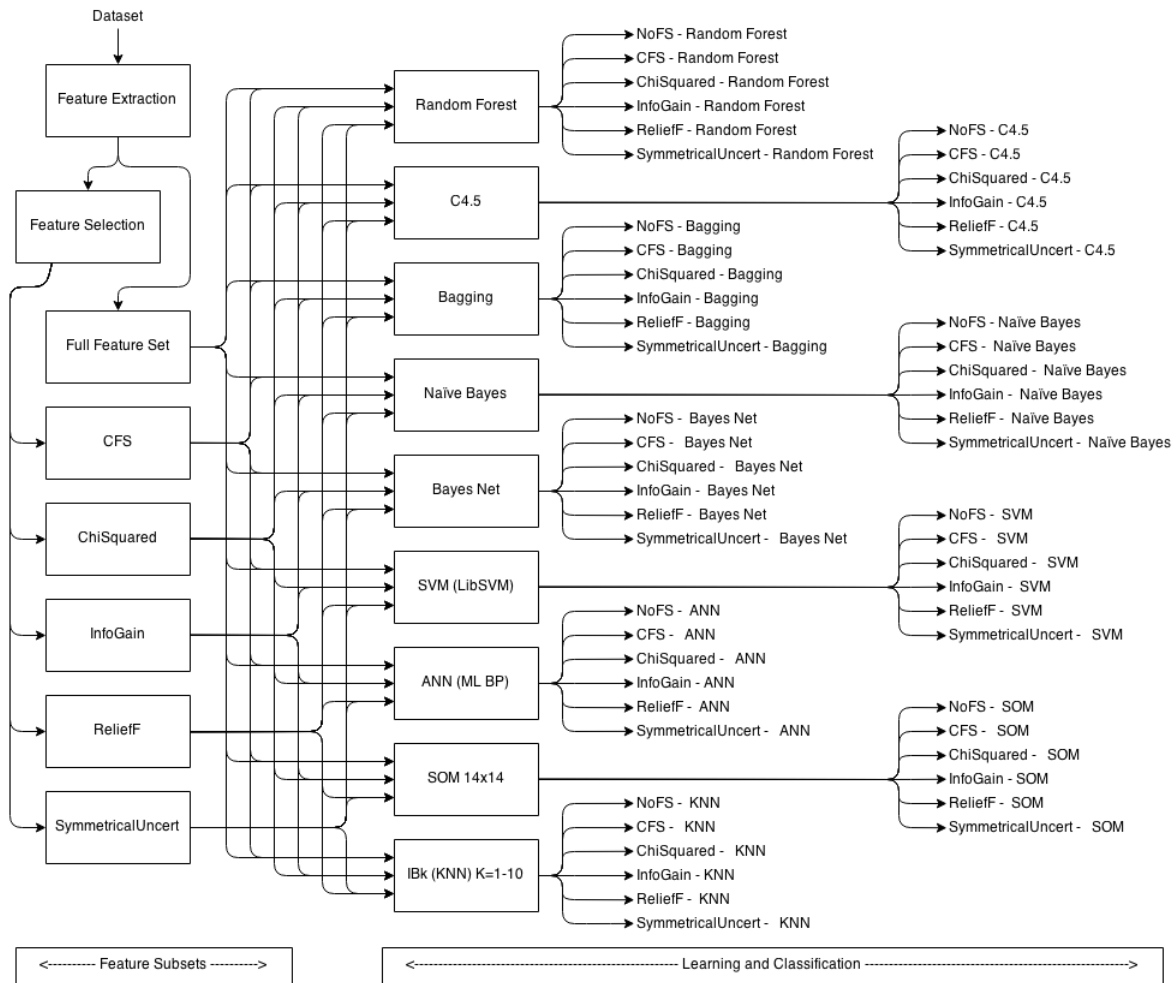 Dataset
Feature Extraction
Feature Selection
Full Feature Set
CFS
ChiSquared
InfoGain
ReliefF
SymmetricalUncert
Random Forest
C4.5
Bagging
Naïve Bayes
Bayes Net
SVM (LibSVM)
ANN (ML BP)
SOM 14x14
IBk (KNN) K=1-10
NoFS - Random Forest
CFS - Random Forest
ChiSquared - Random Forest
InfoGain - Random Forest
ReliefF - Random Forest
SymmetricalUncert - Random Forest
NoFS - C4.5
CFS - C4.5
ChiSquared - C4.5
InfoGain - C4.5
ReliefF - C4.5
SymmetricalUncert - C4.5
NoFS - Bagging
CFS - Bagging
ChiSquared - Bagging
InfoGain - Bagging
ReliefF - Bagging
SymmetricalUncert - Bagging
NoFS - Naïve Bayes
CFS - Naïve Bayes
ChiSquared - Naïve Bayes
InfoGain - Naïve Bayes
ReliefF - Naïve Bayes
SymmetricalUncert - Naïve Bayes
NoFS - Bayes Net
CFS - Bayes Net
ChiSquared - Bayes Net
InfoGain - Bayes Net
ReliefF - Bayes Net
SymmetricalUncert - Bayes Net
NoFS - SVM
CFS - SVM
ChiSquared - SVM
InfoGain - SVM
ReliefF - SVM
SymmetricalUncert - SVM
NoFS - ANN
CFS - ANN
ChiSquared - ANN
InfoGain - ANN
ReliefF - ANN
SymmetricalUncert - ANN
NoFS - SOM
CFS - SOM
ChiSquared - SOM
InfoGain - SOM
ReliefF - SOM
SymmetricalUncert - SOM
NoFS - KNN
CFS - KNN
ChiSquared - KNN
InfoGain - KNN
ReliefF - KNN
SymmetricalUncert - KNN
<---------- Feature Subsets ---------->
<--------------------------------------------------- Learning and Classification --------------------------------------------------->